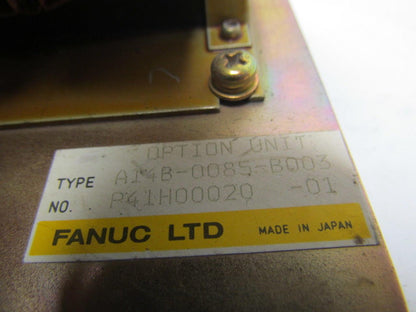 OPTION UNIT
TYPE A14B-0085-B003
NO. P41H00020 -01
FANUC LTD MADE IN JAPAN